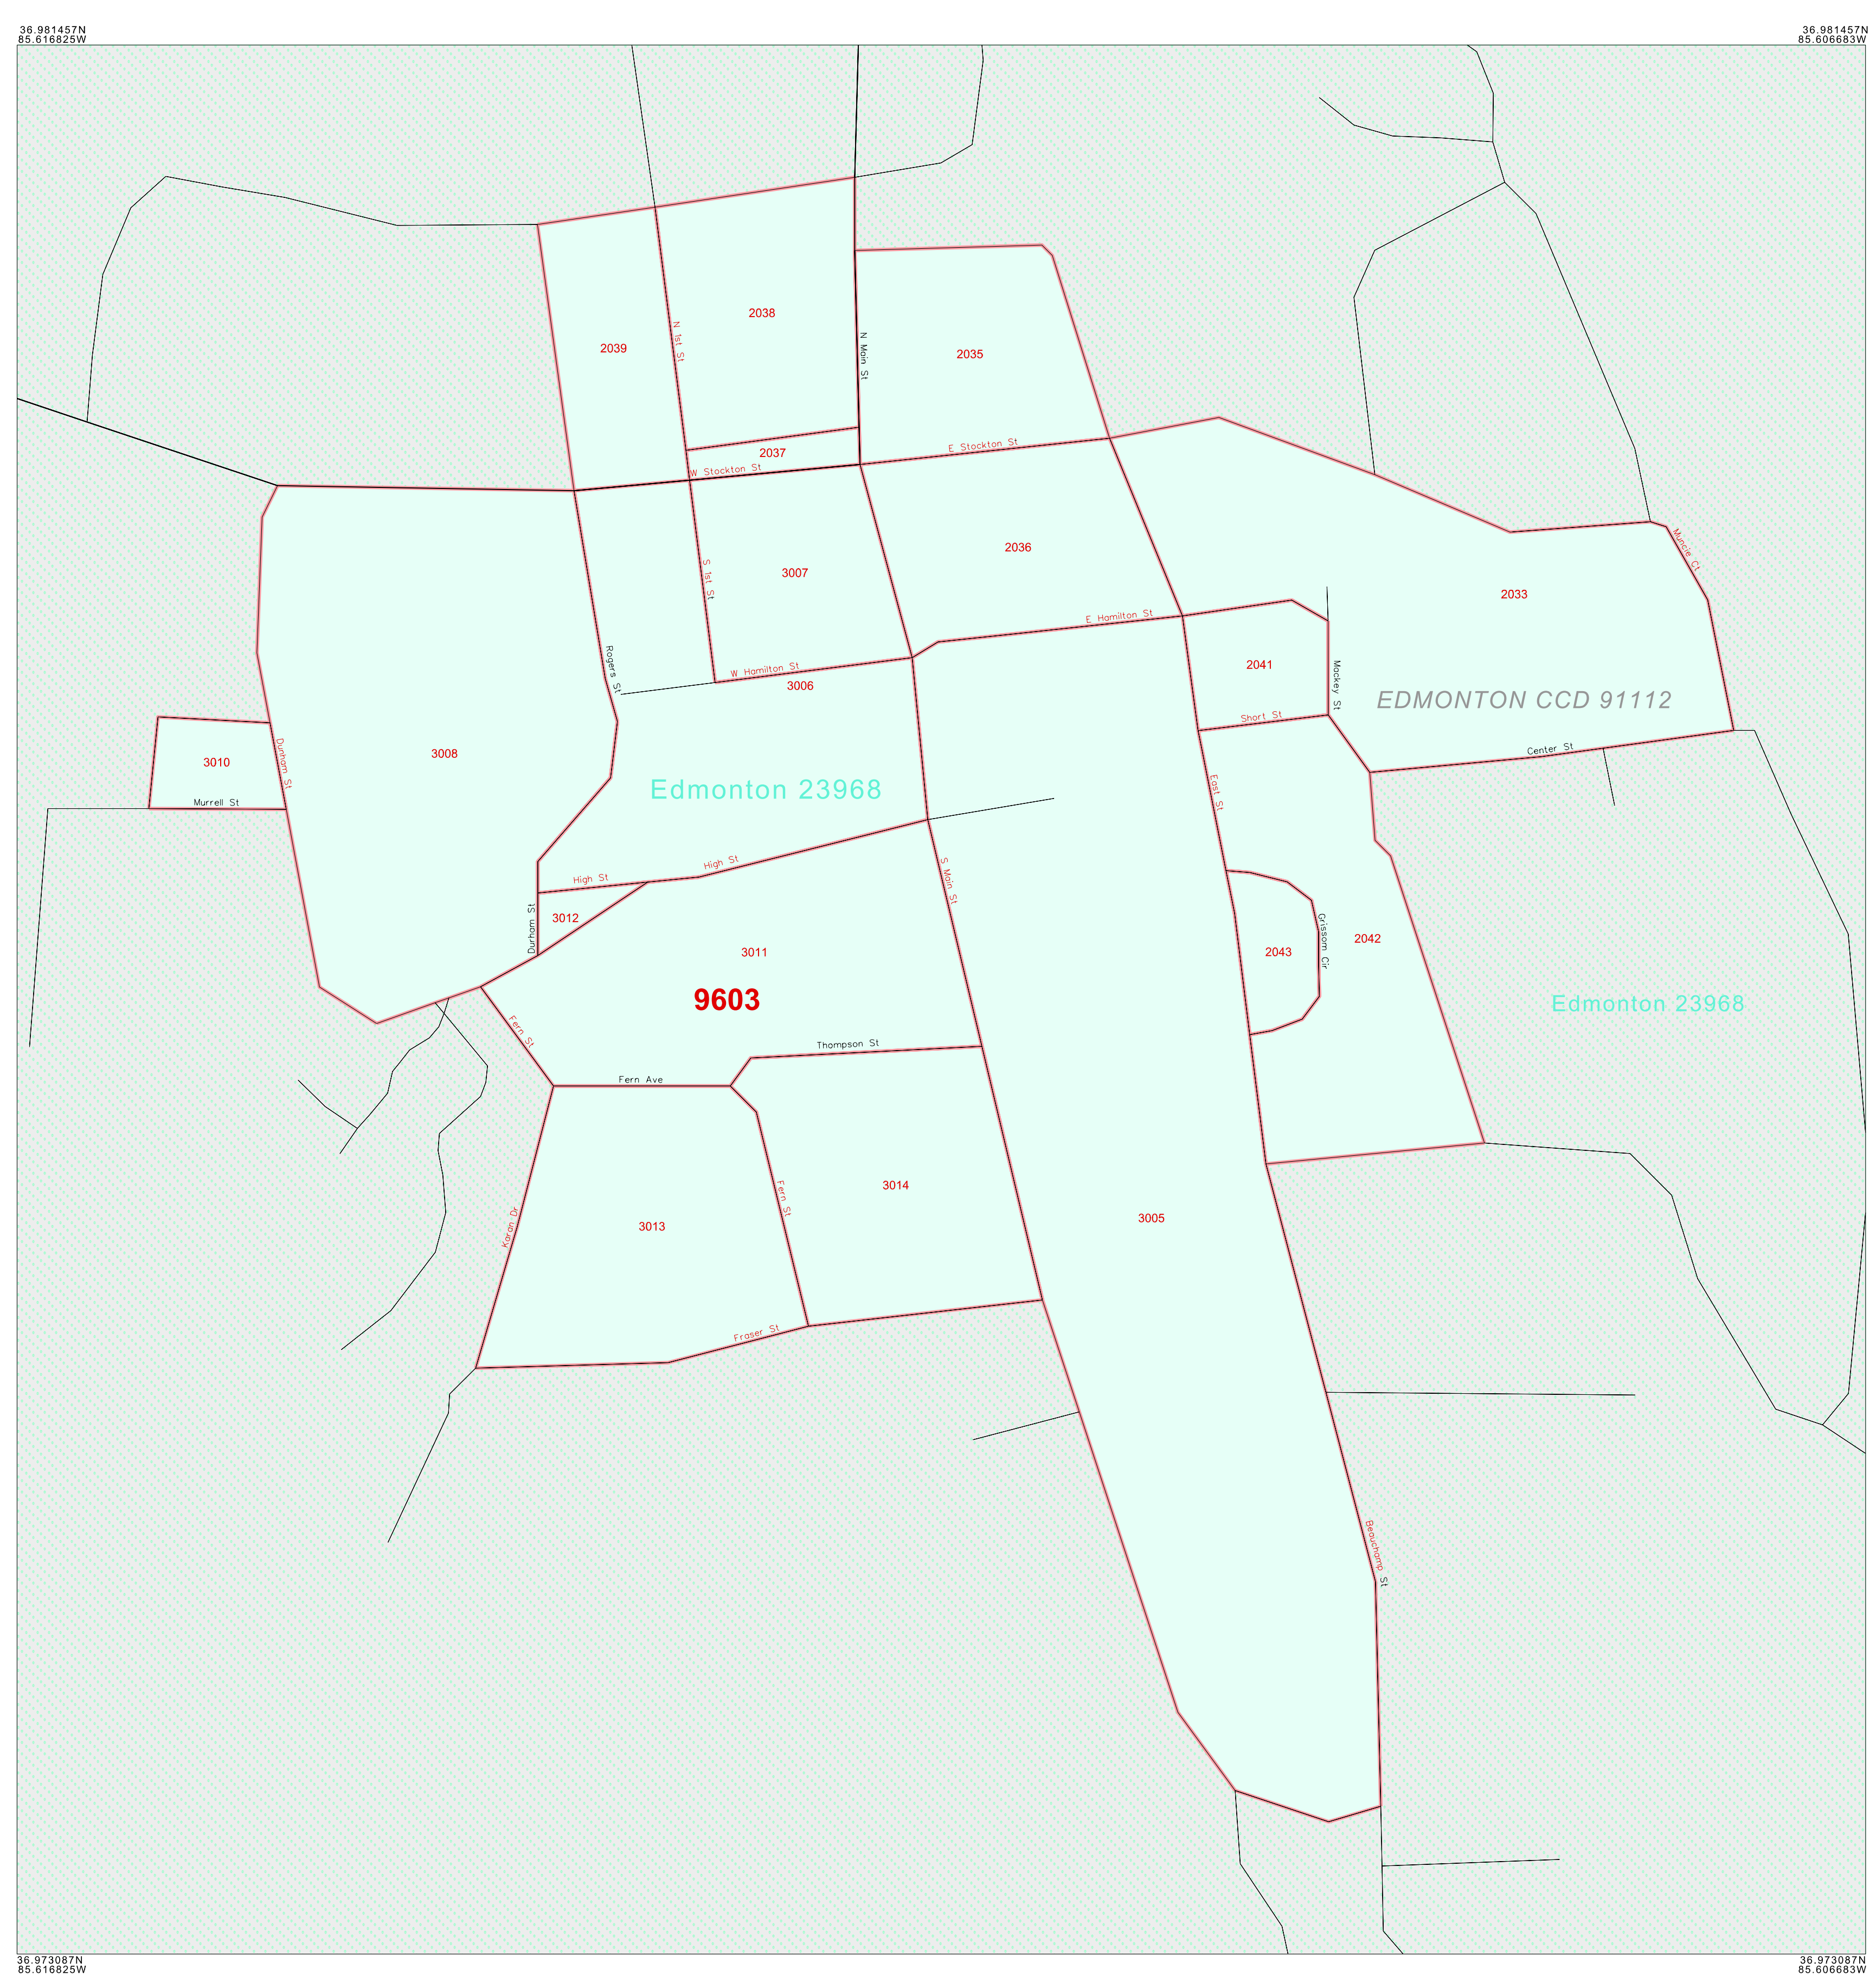 36.981457N
85.616825W
36.981457N
85.606683W
2038
N 1st St
N Main St
2039
2035
E Stockton St
2037
W Stockton St
Muncie Ct
2036
3007
S 1st St
2033
E Hamilton St
Rogers St
W Hamilton St
3006
2041
Mackey St
EDMONTON CCD 91112
Short St
Center St
Dunham St
3008
3010
Murrell St
Edmonton 23968
East St
High St
High St
S Main St
Durham St
3012
3011
2043
Grissom Cir
2042
9603
Edmonton 23968
Fern St
Thompson St
Fern Ave
Karan Dr
3013
Fern St
3014
3005
Fraser St
Beauchamp St
36.973087N
85.616825W
36.973087N
85.606683W